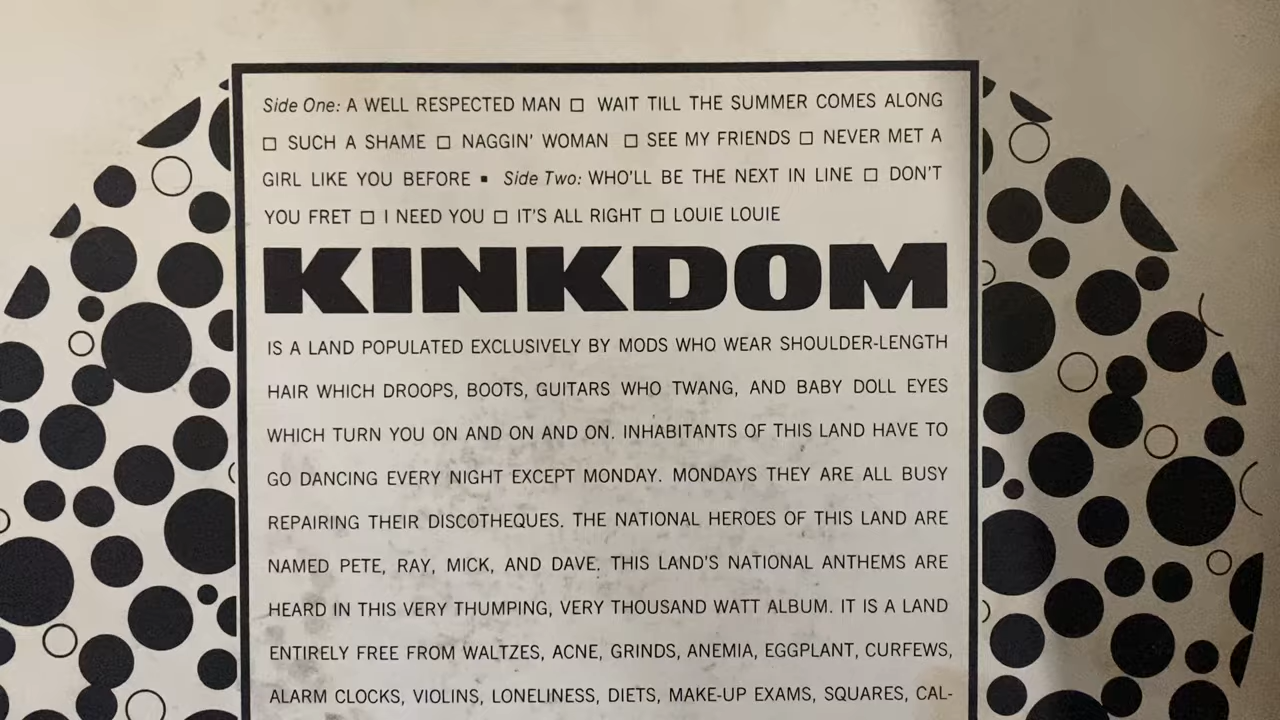 Side One: A WELL RESPECTED MAN □ WAIT TILL THE SUMMER COMES ALONG
□ SUCH A SHAME □ NAGGIN' WOMAN □ SEE MY FRIENDS □ NEVER MET A
GIRL LIKE YOU BEFORE ▪ Side Two: WHO'LL BE THE NEXT IN LINE □ DON'T
YOU FRET □ I NEED YOU □ IT'S ALL RIGHT □ LOUIE LOUIE
KINKDOM
IS A LAND POPULATED EXCLUSIVELY BY MODS WHO WEAR SHOULDER-LENGTH
HAIR WHICH DROOPS, BOOTS, GUITARS WHO TWANG, AND BABY DOLL EYES
WHICH TURN YOU ON AND ON AND ON. INHABITANTS OF THIS LAND HAVE TO
GO DANCING EVERY NIGHT EXCEPT MONDAY. MONDAYS THEY ARE ALL BUSY
REPAIRING THEIR DISCOTHEQUES. THE NATIONAL HEROES OF THIS LAND ARE
NAMED PETE, RAY, MICK, AND DAVE. THIS LAND'S NATIONAL ANTHEMS ARE
HEARD IN THIS VERY THUMPING, VERY THOUSAND WATT ALBUM. IT IS A LAND
ENTIRELY FREE FROM WALTZES, ACNE, GRINDS, ANEMIA, EGGPLANT, CURFEWS,
ALARM CLOCKS, VIOLINS, LONELINESS, DIETS, MAKE-UP EXAMS, SQUARES, CAL-